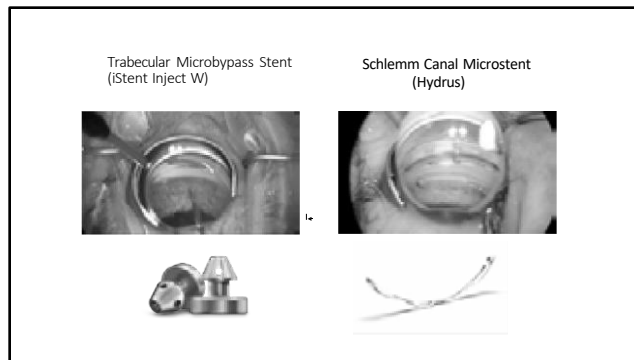 Trabecular Microbypass Stent
(iStent Inject W)
Schlemm Canal Microstent
(Hydrus)